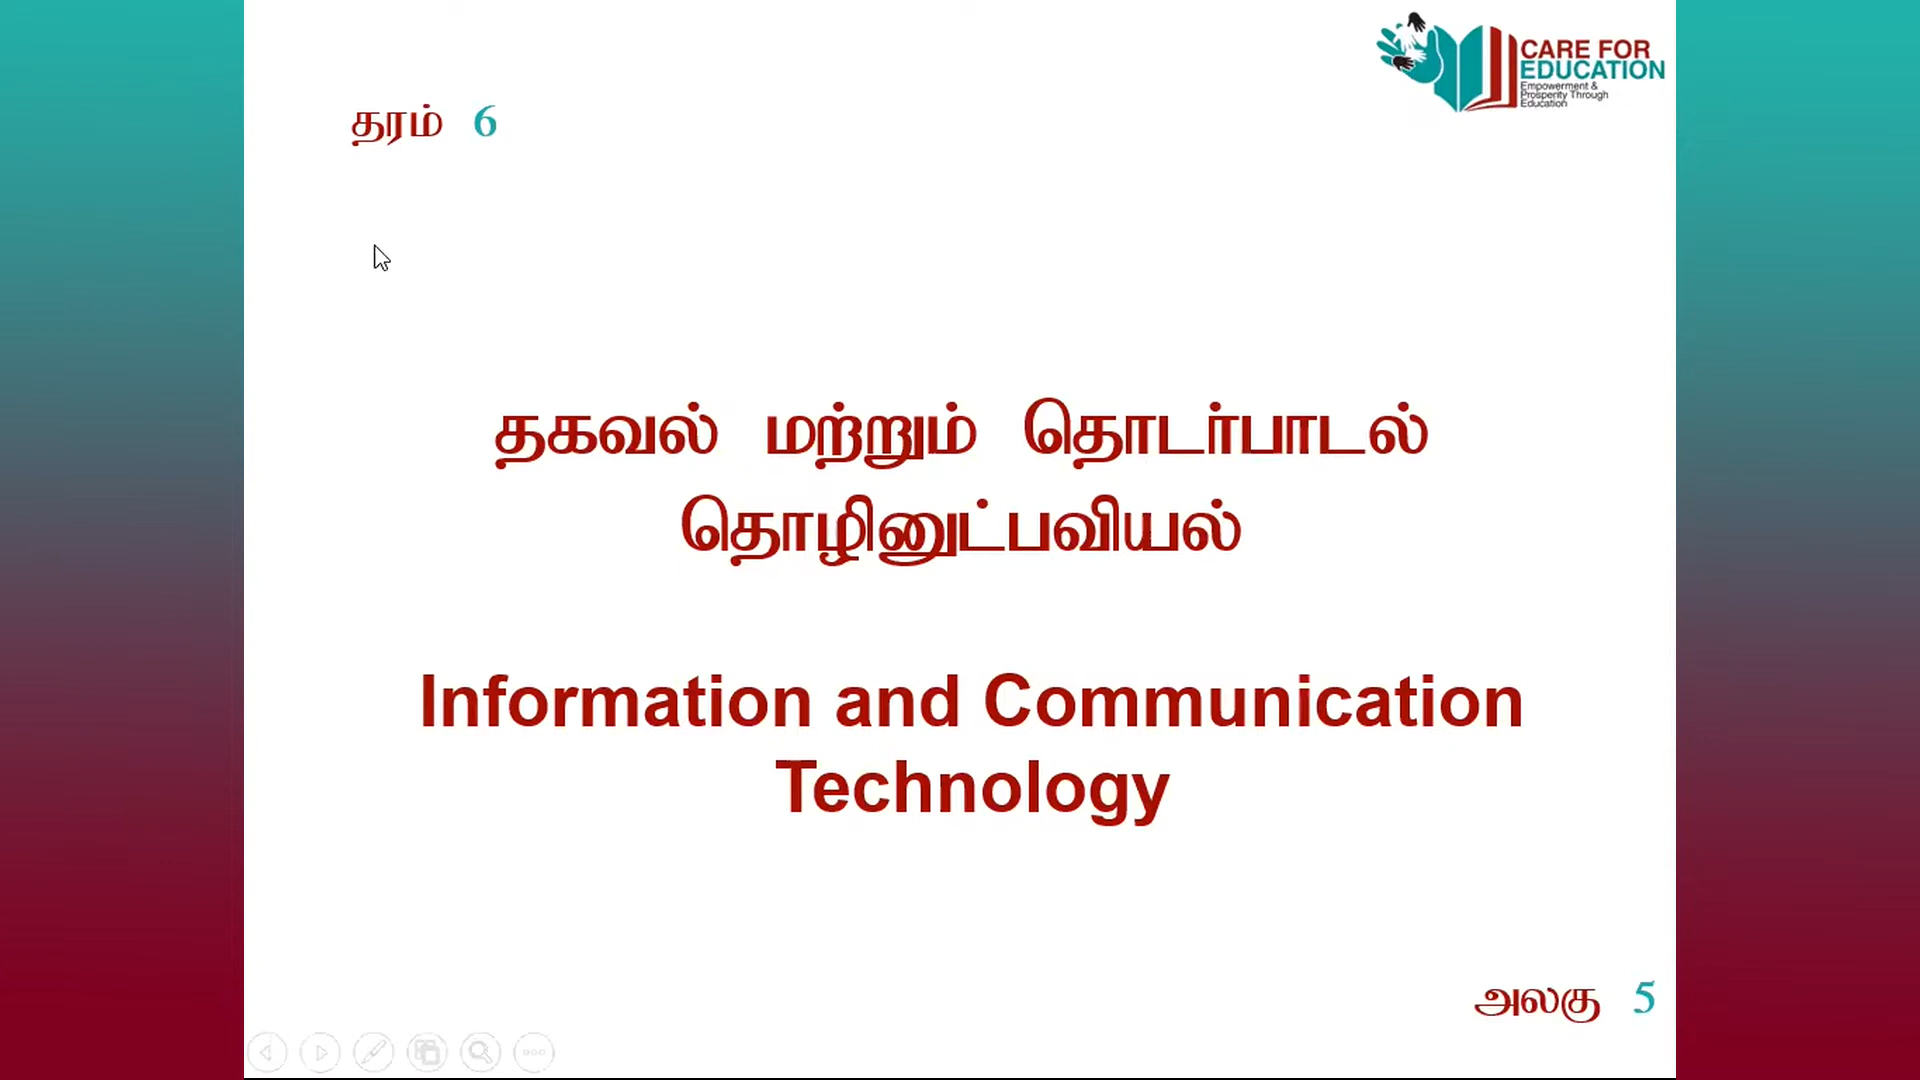 CARE FOR
EDUCATION
Empowerment &
Prosperity Through
Education
தரம் 6
தகவல் மற்றும் தொடர்பாடல்
தொழினுட்பவியல்
Information and Communication
Technology
அலகு 5